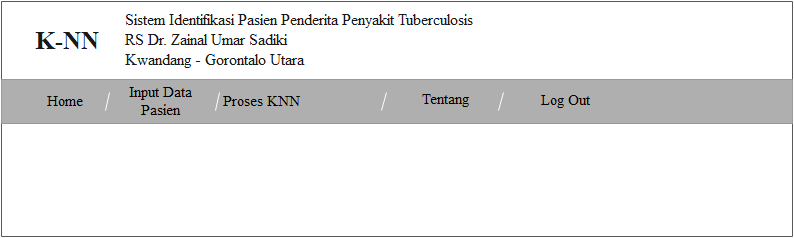 K-NN
Sistem Identifikasi Pasien Penderita Penyakit Tuberculosis
RS Dr. Zainal Umar Sadiki
Kwandang - Gorontalo Utara
Home / Input Data Pasien / Proses KNN / Tentang / Log Out